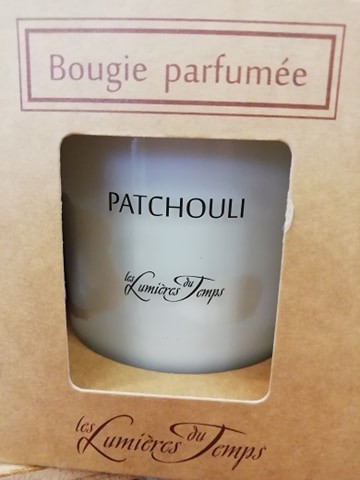 Bougie parfumée
PATCHOULI
les Lumières du Temps
les Lumières du Temps